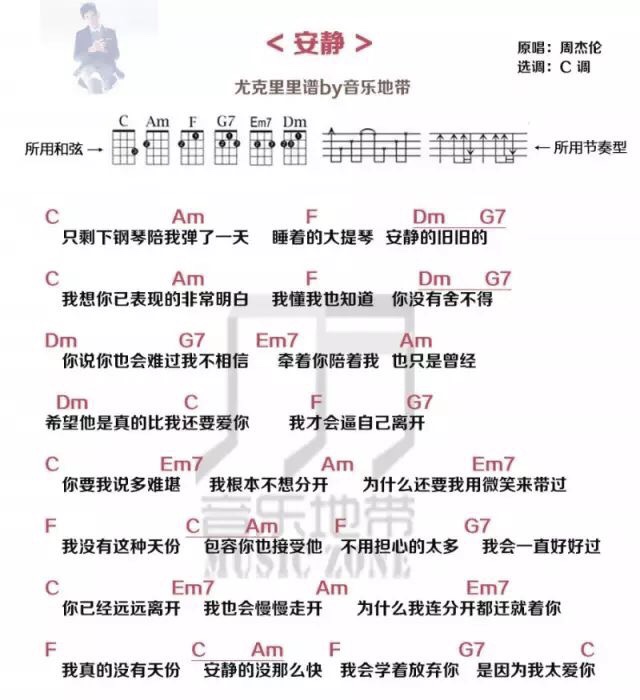 < 安静 >
原唱：周杰伦
选调：C 调
尤克里里谱by音乐地带
C Am F G7 Em7 Dm
所用和弦 → ← 所用节奏型
C Am F Dm G7
只剩下钢琴陪我弹了一天 睡着的大提琴 安静的旧旧的
C Am F Dm G7
我想你已表现的非常明白 我懂我也知道 你没有舍不得
Dm G7 Em7 Am
你说你也会难过我不相信 牵着你陪着我 也只是曾经
Dm C F G7
希望他是真的比我还要爱你 我才会逼自己离开
C Em7 Am Em7
你要我说多难堪 我根本不想分开 为什么还要我用微笑来带过
F C Am F G7
我没有这种天份 包容你也接受他 不用担心的太多 我会一直好好过
C Em7 Am Em7
你已经远远离开 我也会慢慢走开 为什么我连分开都迁就着你
F C Am F G7 C
我真的没有天份 安静的没那么快 我会学着放弃你 是因为我太爱你
音乐地带
MUSIC ZONE